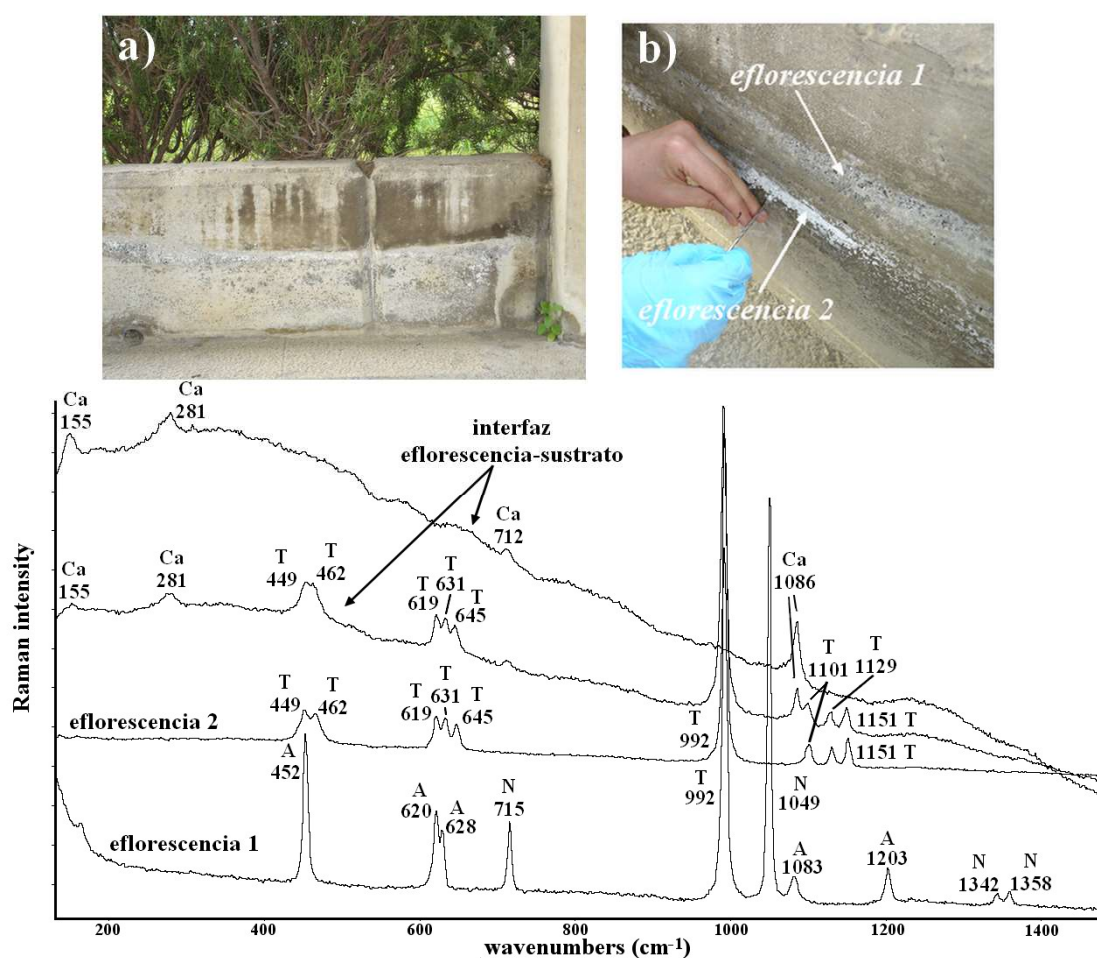 a)
b)
eflorescencia 1
eflorescencia 2
Ca
155
Ca
281
interfaz
eflorescencia-sustrato
Ca
712
Ca
1086
Ca
155
Ca
281
T
449
T
462
T
619
T
631
T
645
T
1101
T
1129
1151 T
T
992
eflorescencia 2
T
449
T
462
T
619
T
631
T
645
1151 T
T
992
eflorescencia 1
A
452
A
620
A
628
N
715
N
1049
A
1083
A
1203
N
1342
N
1358
Raman intensity
200
400
600
800
1000
1200
1400
wavenumbers (cm⁻¹)